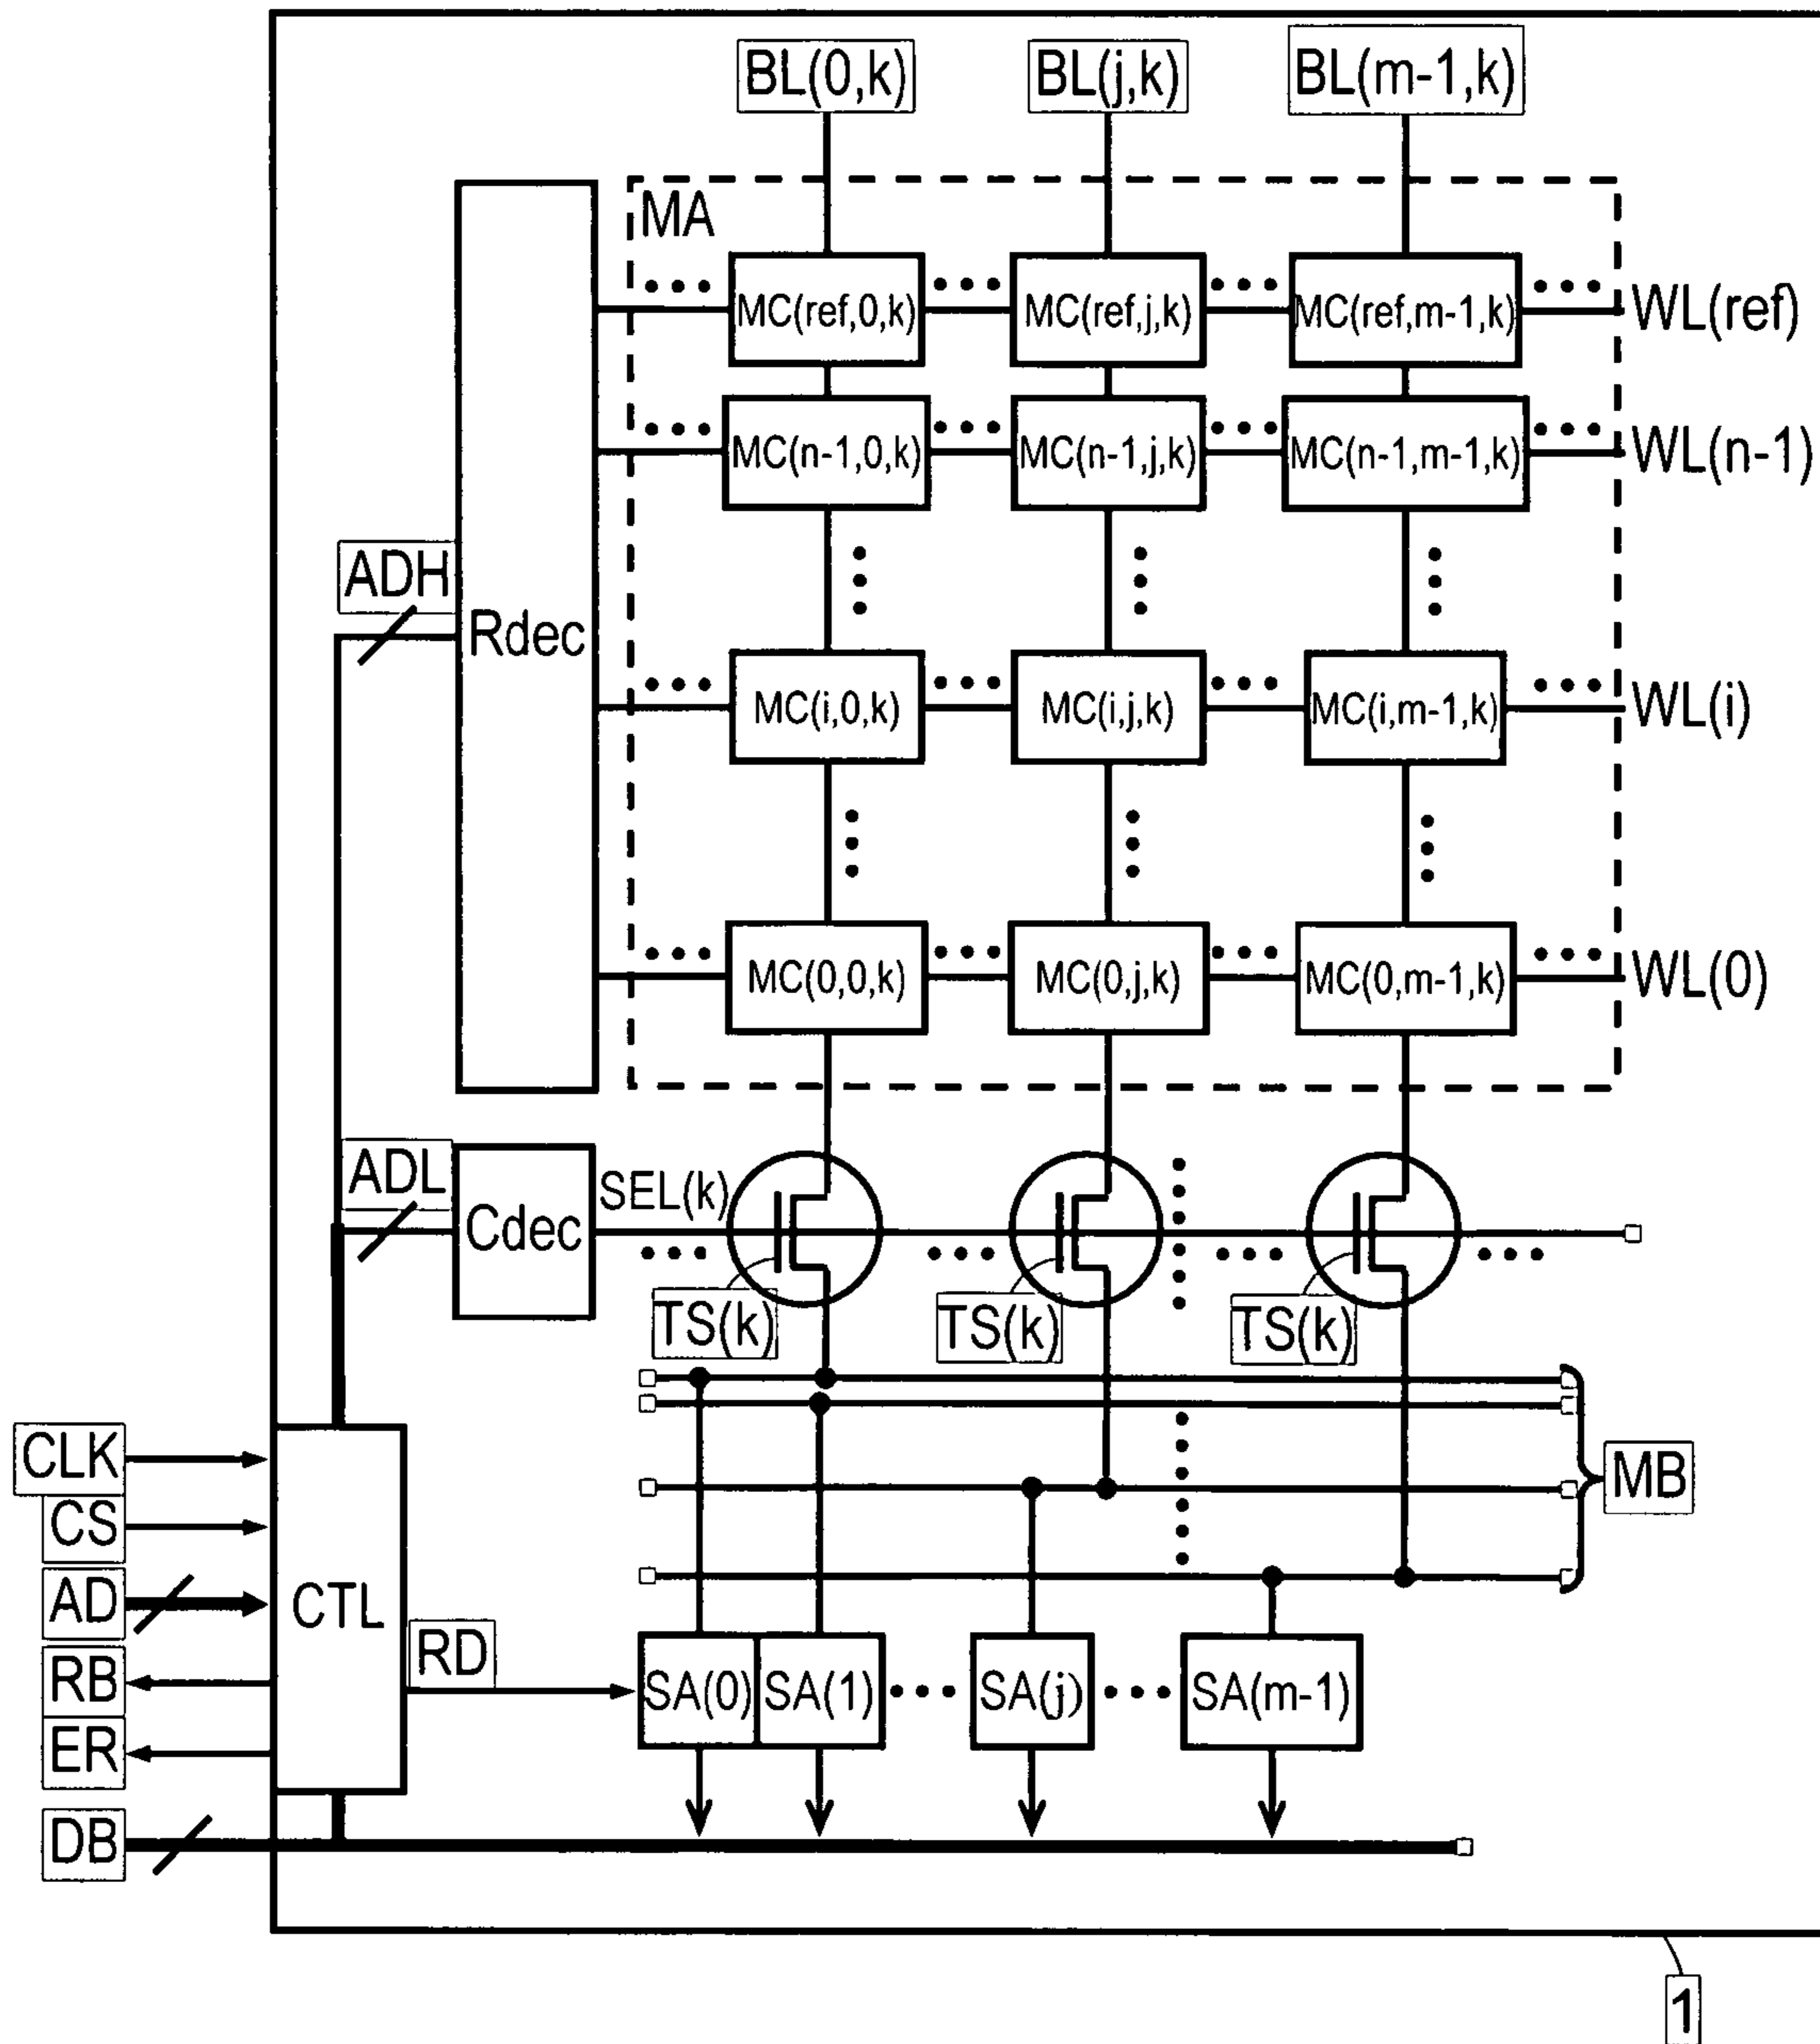 BL(0,k) BL(j,k) BL(m-1,k)
MA
MC(ref,0,k) MC(ref,j,k) MC(ref,m-1,k) WL(ref)
MC(n-1,0,k) MC(n-1,j,k) MC(n-1,m-1,k) WL(n-1)
ADH
Rdec
MC(i,0,k) MC(i,j,k) MC(i,m-1,k) WL(i)
MC(0,0,k) MC(0,j,k) MC(0,m-1,k) WL(0)
ADL
Cdec
SEL(k)
TS(k) TS(k) TS(k)
CLK
CS
AD
RB
ER
DB
CTL
RD
MB
SA(0) SA(1) SA(j) SA(m-1)
1